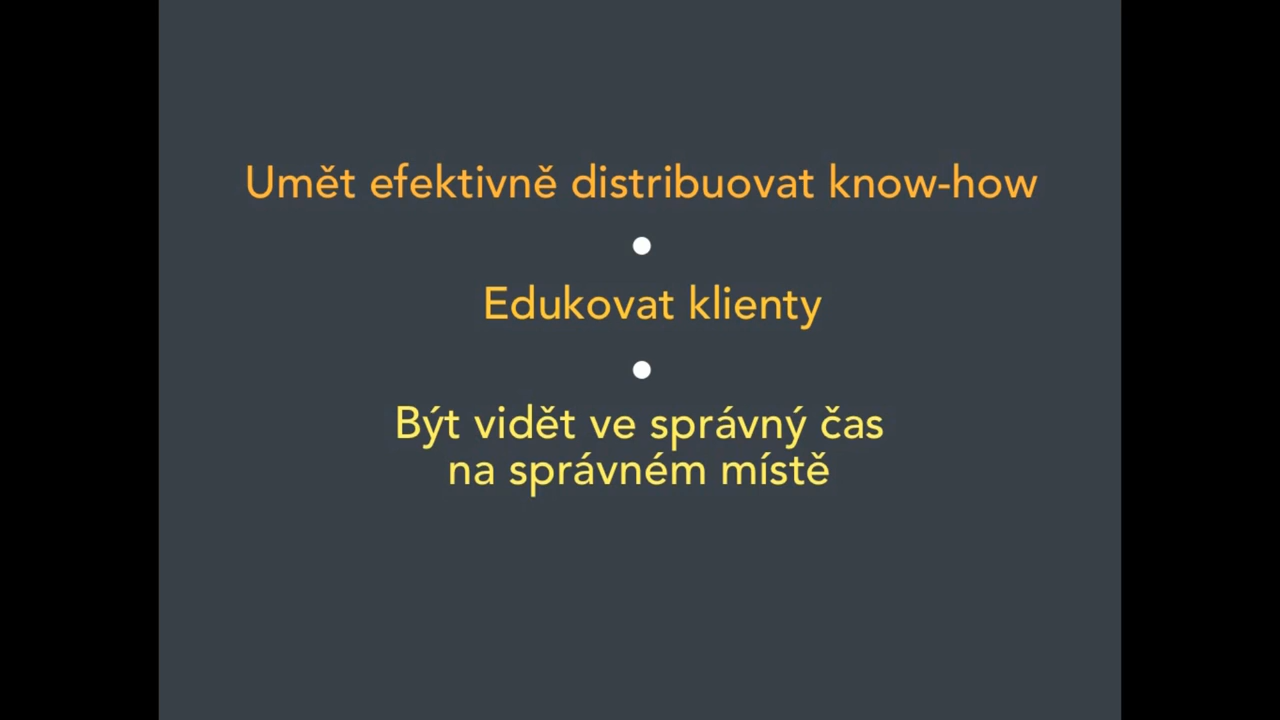 Umět efektivně distribuovat know-how
Edukovat klienty
Být vidět ve správný čas
na správném místě